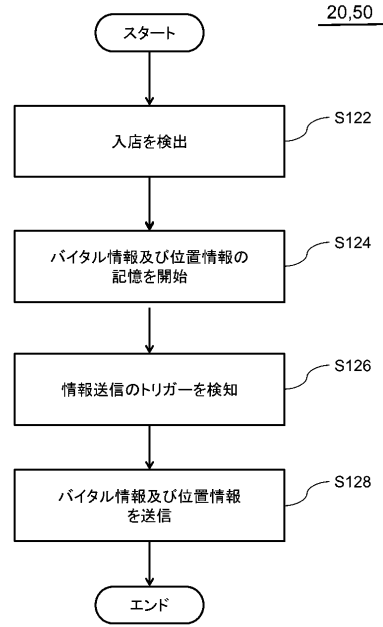 20,50
スタート
入店を検出
S122
バイタル情報及び位置情報の
記憶を開始
S124
情報送信のトリガーを検知
S126
バイタル情報及び位置情報
を送信
S128
エンド